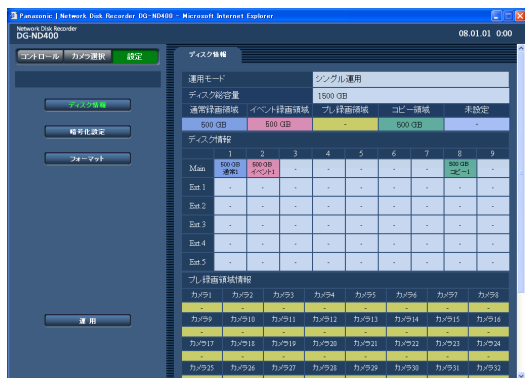 Panasonic | Network Disk Recorder DG-ND400 - Microsoft Internet Explorer
Network Disk Recorder
DG-ND400
08.01.01 0:00
コントロール カメラ選択 設定
ディスク情報
暗号化設定
フォーマット
運用
ディスク情報
運用モード シングル運用
ディスク総容量 1500 GB
通常録画領域 イベント録画領域 プレ録画領域 コピー領域 未設定
500 GB 500 GB - 500 GB -
ディスク情報
1 2 3 4 5 6 7 8 9
Main 500 GB 通常1 500 GB イベント1 - - - - - 500 GB コピー1 -
Ext.1 - - - - - - - - -
Ext.2 - - - - - - - - -
Ext.3 - - - - - - - - -
Ext.4 - - - - - - - - -
Ext.5 - - - - - - - - -
プレ録画領域情報
カメラ1 カメラ2 カメラ3 カメラ4 カメラ5 カメラ6 カメラ7 カメラ8
- - - - - - - -
カメラ9 カメラ10 カメラ11 カメラ12 カメラ13 カメラ14 カメラ15 カメラ16
- - - - - - - -
カメラ17 カメラ18 カメラ19 カメラ20 カメラ21 カメラ22 カメラ23 カメラ24
- - - - - - - -
カメラ25 カメラ26 カメラ27 カメラ28 カメラ29 カメラ30 カメラ31 カメラ32